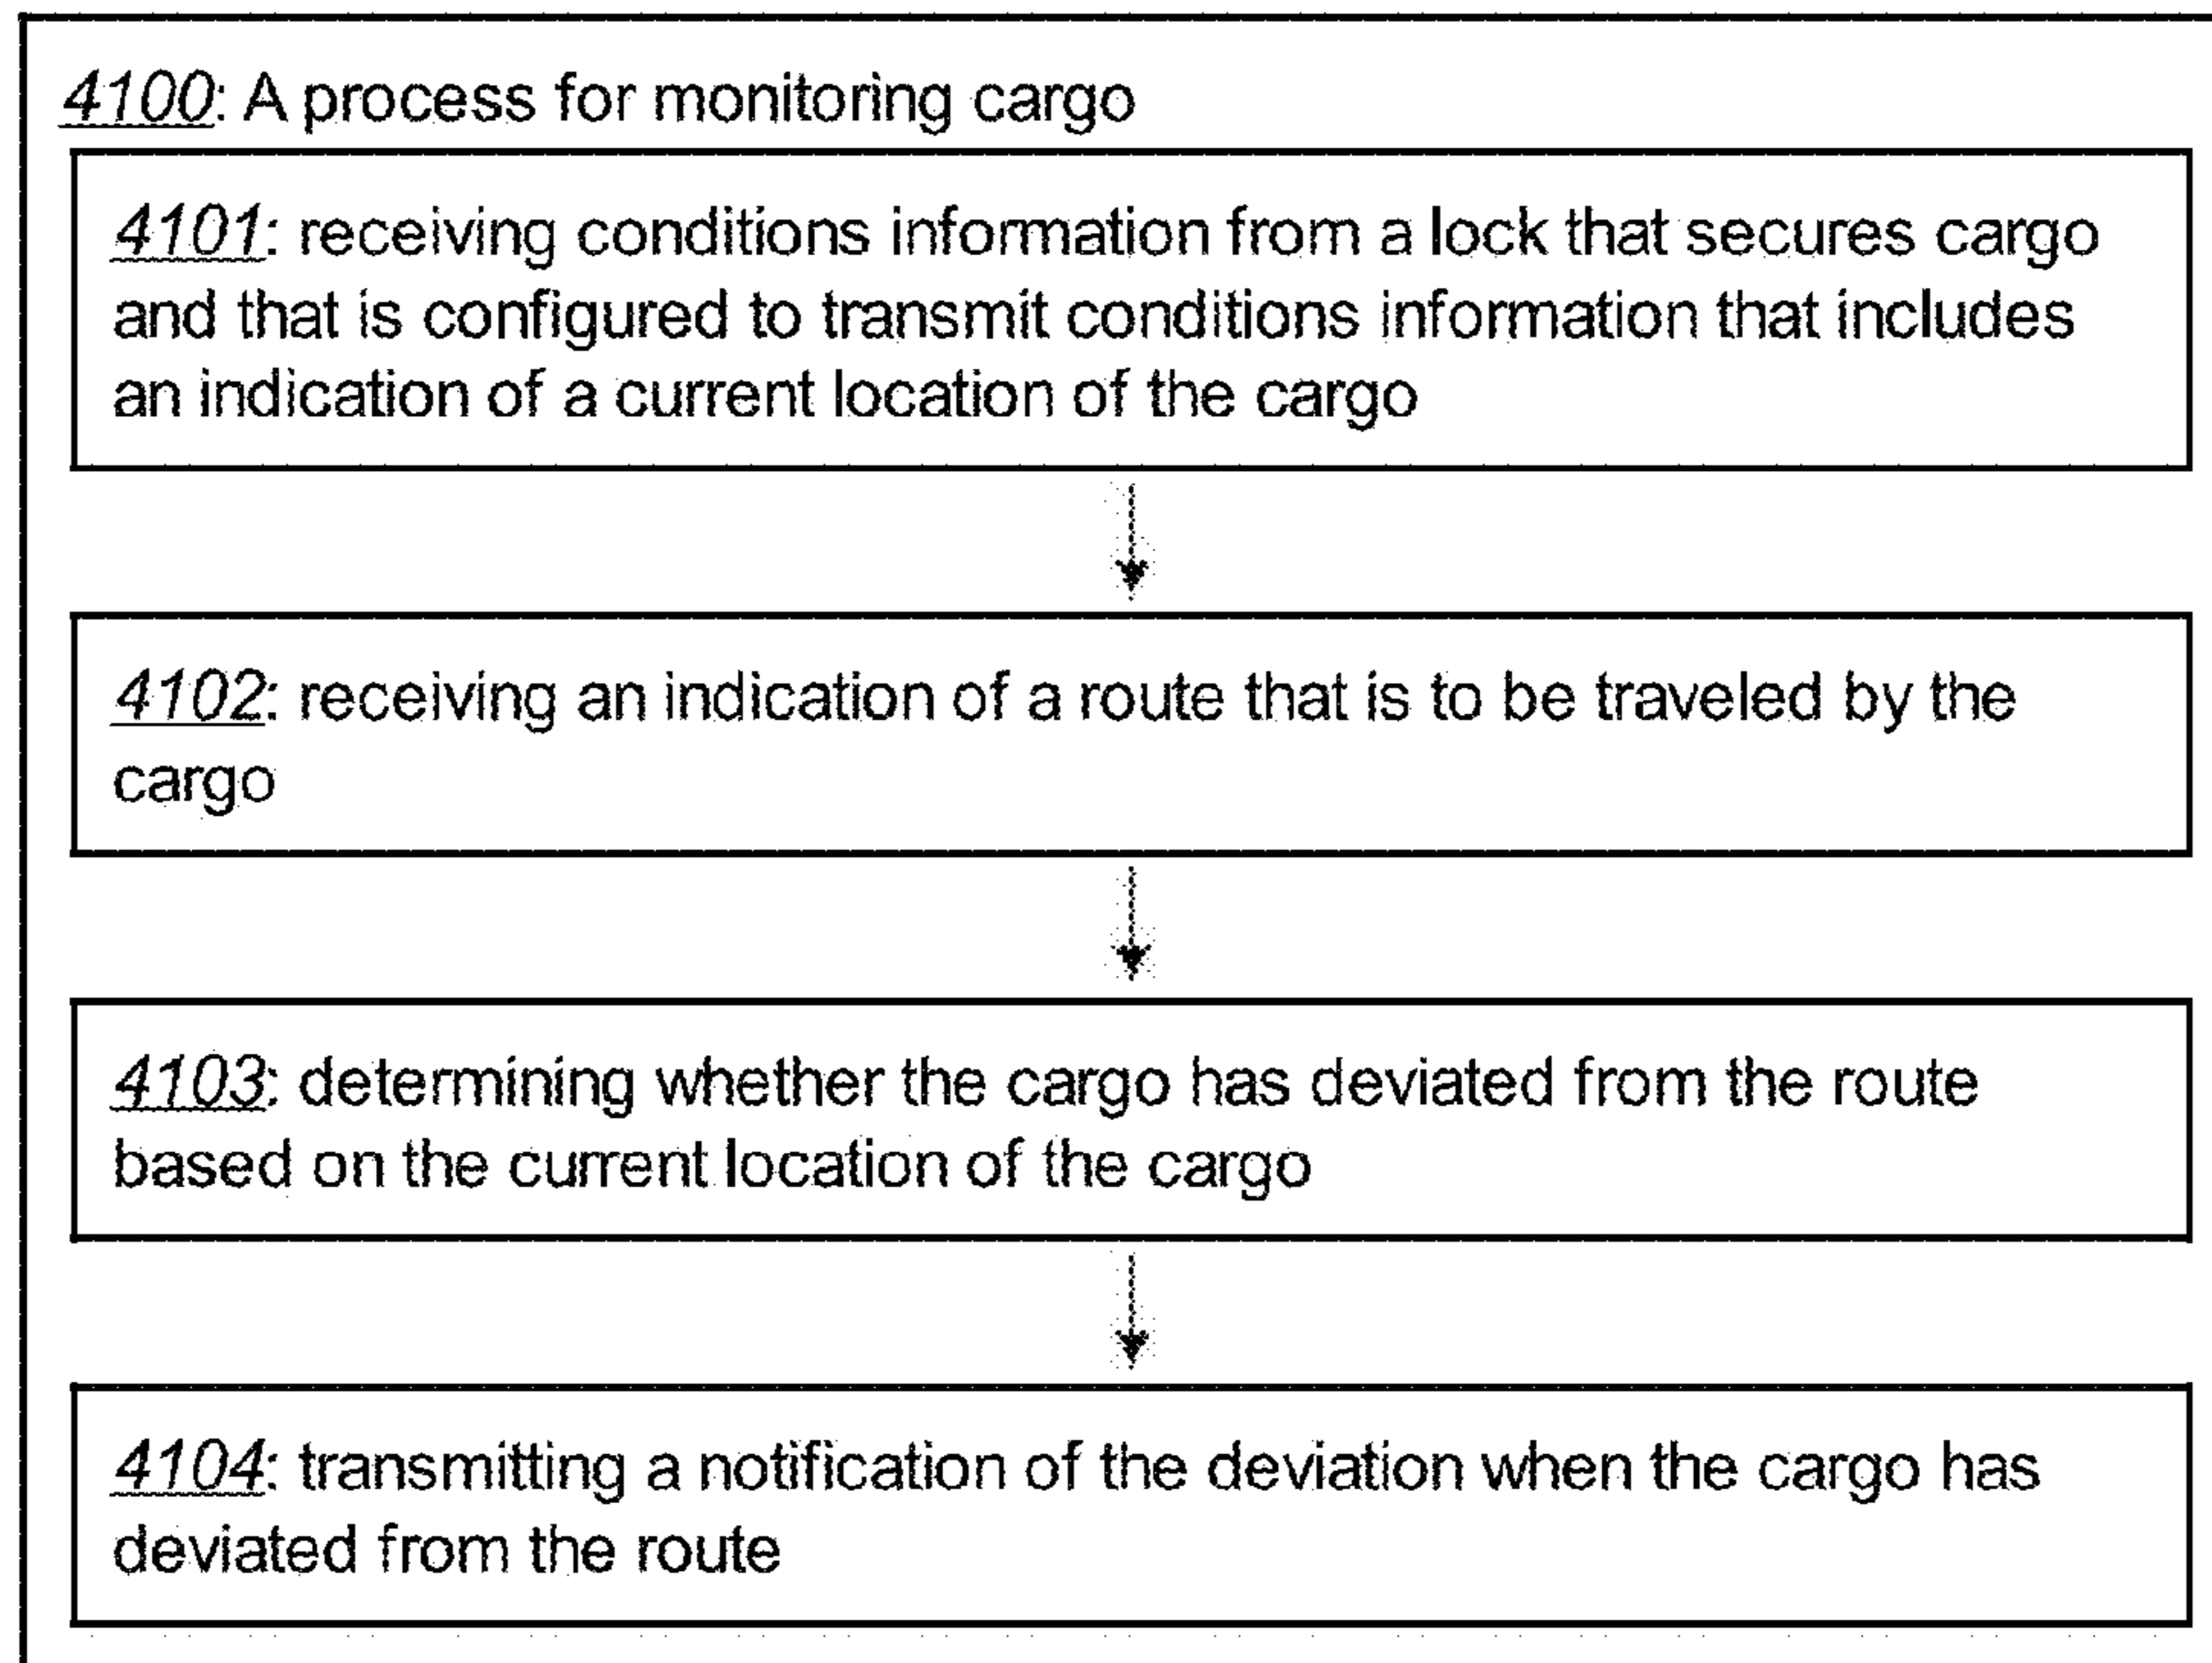 4100: A process for monitoring cargo
4101: receiving conditions information from a lock that secures cargo
and that is configured to transmit conditions information that includes
an indication of a current location of the cargo
4102: receiving an indication of a route that is to be traveled by the
cargo
4103: determining whether the cargo has deviated from the route
based on the current location of the cargo
4104: transmitting a notification of the deviation when the cargo has
deviated from the route